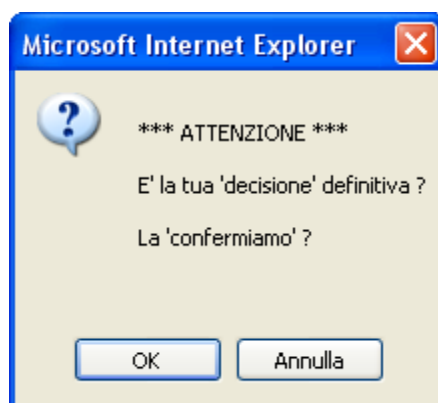 Microsoft Internet Explorer
*** ATTENZIONE ***
E' la tua 'decisione' definitiva ?
La 'confermiamo' ?
OK
Annulla